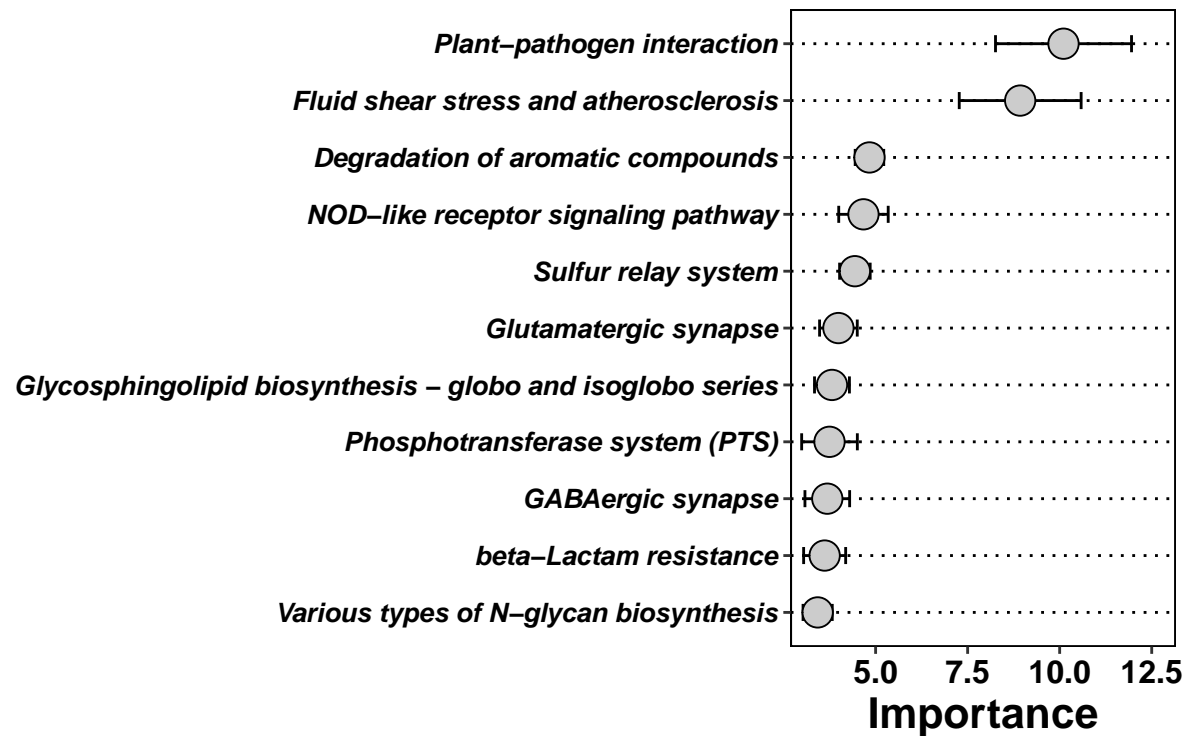 Plant–pathogen interaction
Fluid shear stress and atherosclerosis
Degradation of aromatic compounds
NOD–like receptor signaling pathway
Sulfur relay system
Glutamatergic synapse
Glycosphingolipid biosynthesis – globo and isoglobo series
Phosphotransferase system (PTS)
GABAergic synapse
beta–Lactam resistance
Various types of N–glycan biosynthesis
5.0 7.5 10.0 12.5
Importance